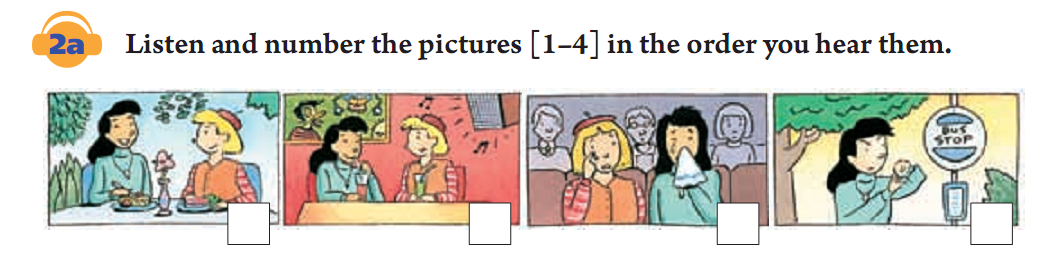 2a Listen and number the pictures [1–4] in the order you hear them.
BUS
STOP